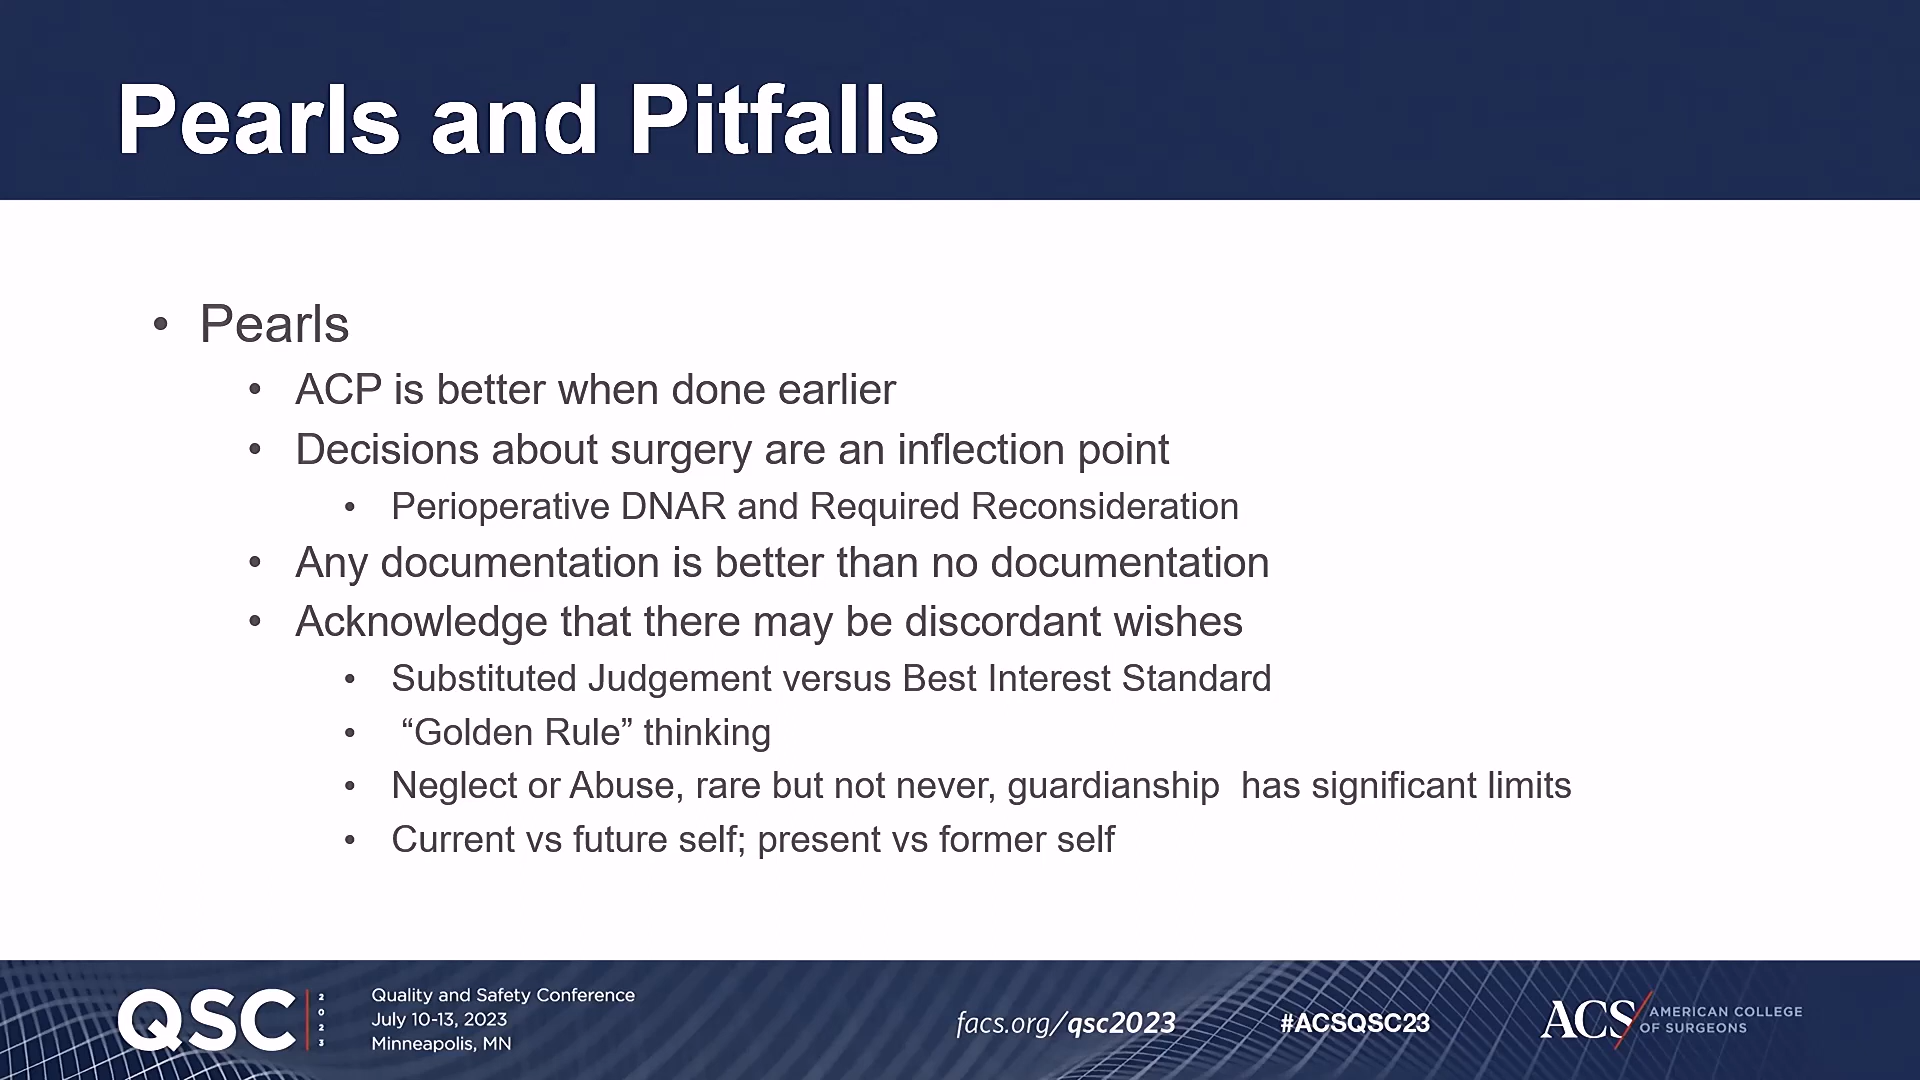 Pearls and Pitfalls
• Pearls
• ACP is better when done earlier
• Decisions about surgery are an inflection point
• Perioperative DNAR and Required Reconsideration
• Any documentation is better than no documentation
• Acknowledge that there may be discordant wishes
• Substituted Judgement versus Best Interest Standard
• “Golden Rule” thinking
• Neglect or Abuse, rare but not never, guardianship  has significant limits
• Current vs future self; present vs former self
QSC 2023
Quality and Safety Conference
July 10-13, 2023
Minneapolis, MN
facs.org/qsc2023
#ACSQSC23
ACS AMERICAN COLLEGE
OF SURGEONS